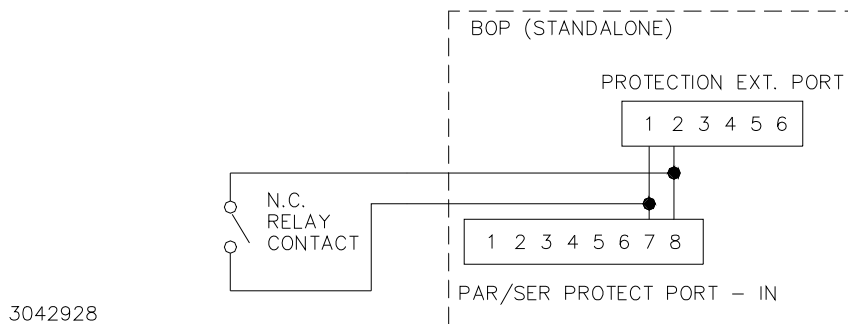 BOP (STANDALONE)
PROTECTION EXT. PORT
1 2 3 4 5 6
N.C.
RELAY
CONTACT
1 2 3 4 5 6 7 8
PAR/SER PROTECT PORT – IN
3042928